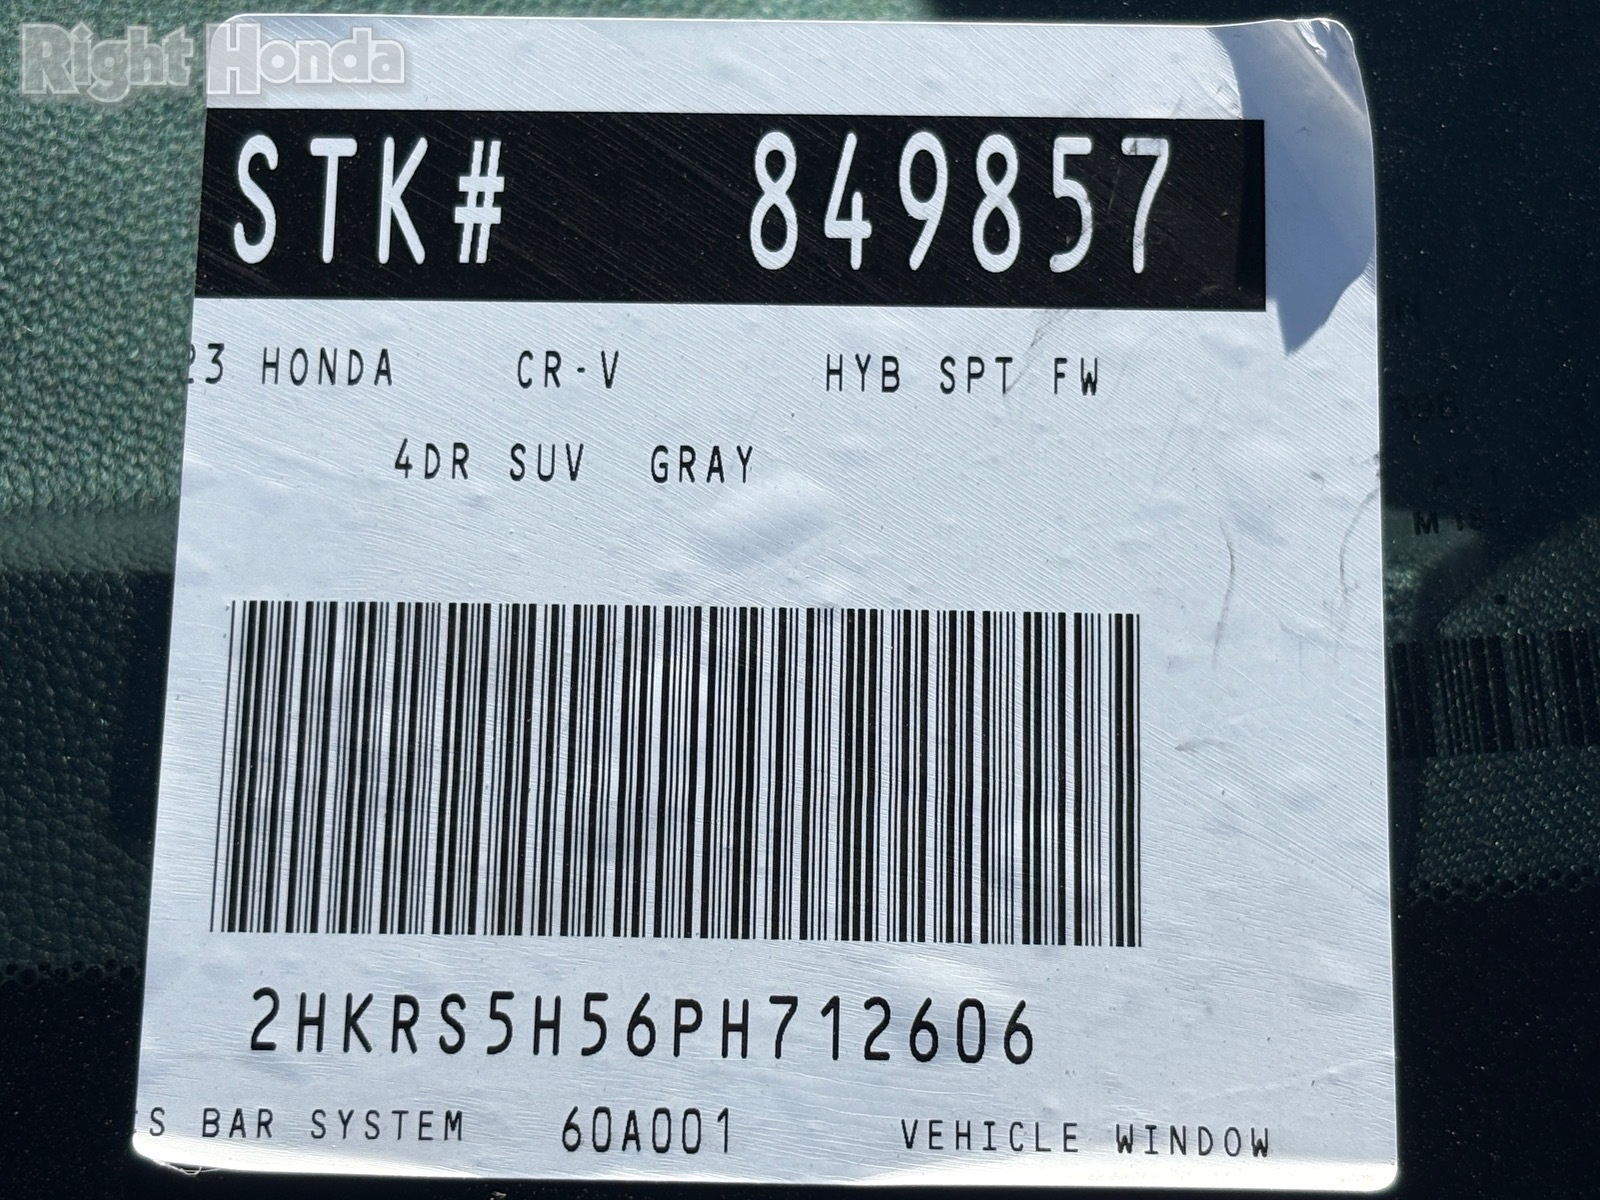 Right Honda
STK# 849857
23 HONDA CR-V HYB SPT FW
4DR SUV GRAY
2HKRS5H56PH712606
S BAR SYSTEM 60A001 VEHICLE WINDOW